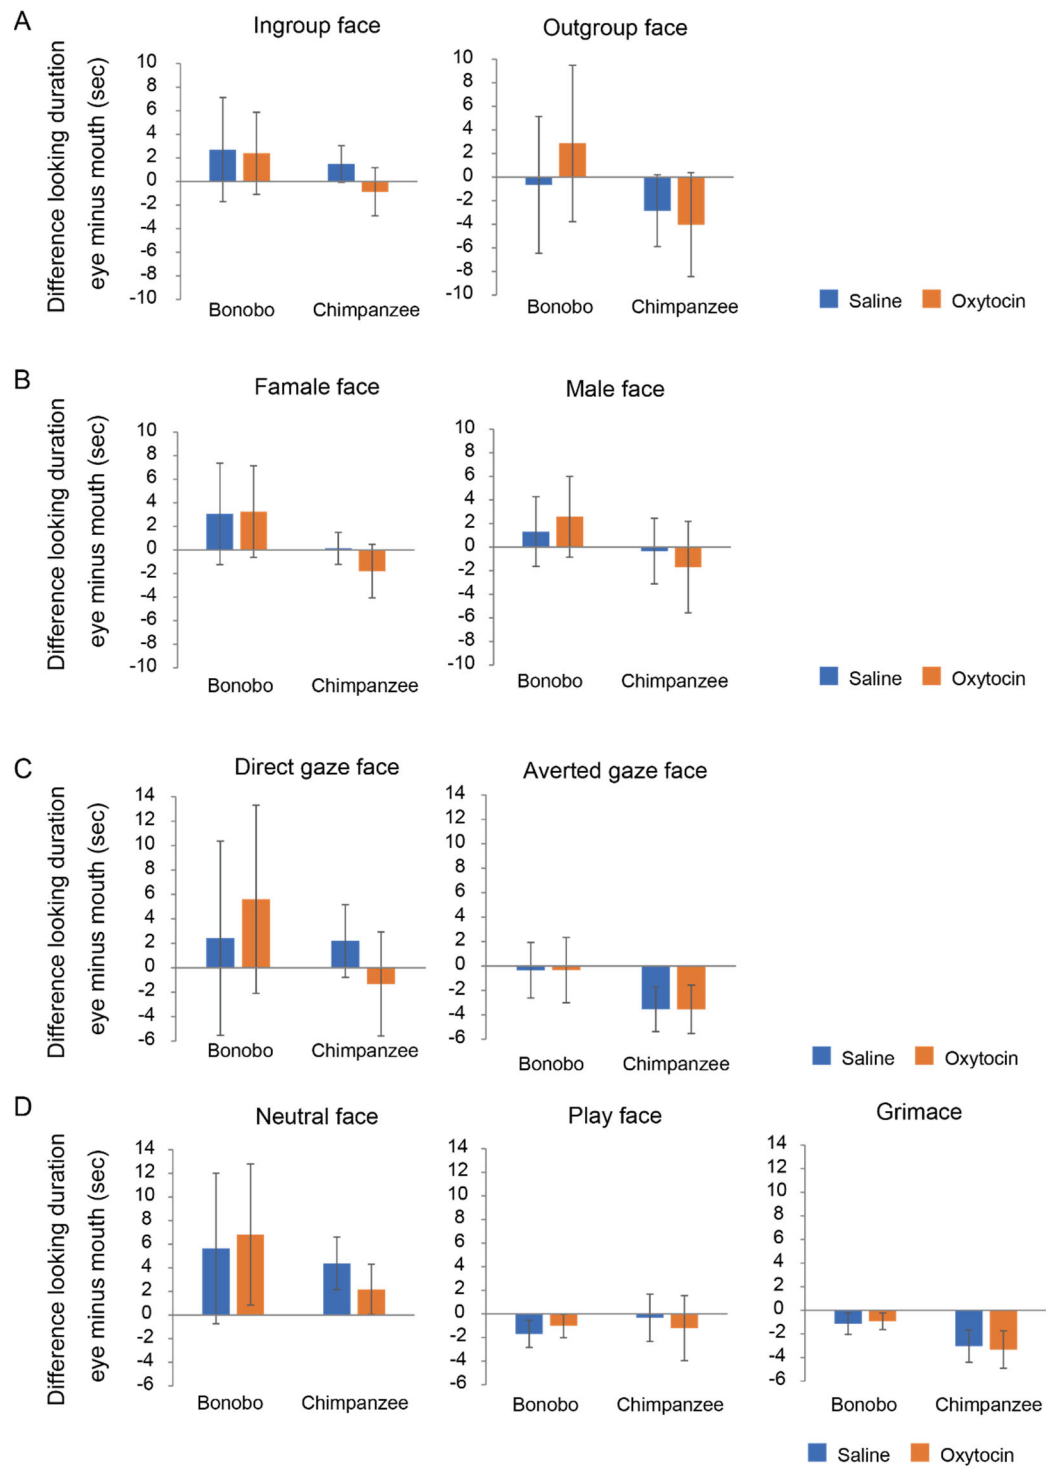 A
Ingroup face
Outgroup face
Difference looking duration
eye minus mouth (sec)
10
8
6
4
2
0
-2
-4
-6
-8
-10
Bonobo
Chimpanzee
10
8
6
4
2
0
-2
-4
-6
-8
-10
Bonobo
Chimpanzee
Saline
Oxytocin
B
Famale face
Male face
Difference looking duration
eye minus mouth (sec)
10
8
6
4
2
0
-2
-4
-6
-8
-10
Bonobo
Chimpanzee
10
8
6
4
2
0
-2
-4
-6
-8
-10
Bonobo
Chimpanzee
Saline
Oxytocin
C
Direct gaze face
Averted gaze face
Difference looking duration
eye minus mouth (sec)
14
12
10
8
6
4
2
0
-2
-4
-6
Bonobo
Chimpanzee
14
12
10
8
6
4
2
0
-2
-4
-6
Bonobo
Chimpanzee
Saline
Oxytocin
D
Neutral face
Play face
Grimace
Difference looking duration
eye minus mouth (sec)
14
12
10
8
6
4
2
0
-2
-4
-6
Bonobo
Chimpanzee
14
12
10
8
6
4
2
0
-2
-4
-6
Bonobo
Chimpanzee
14
12
10
8
6
4
2
0
-2
-4
-6
Bonobo
Chimpanzee
Saline
Oxytocin